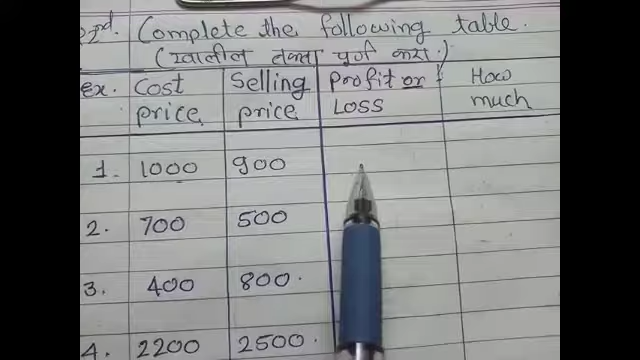 2nd. Complete the following table.
(खालील तक्ता पूर्ण करा.)
ex. Cost price Selling price Profit or Loss How much
1. 1000 900
2. 700 500
3. 400 800.
4. 2200 2500.